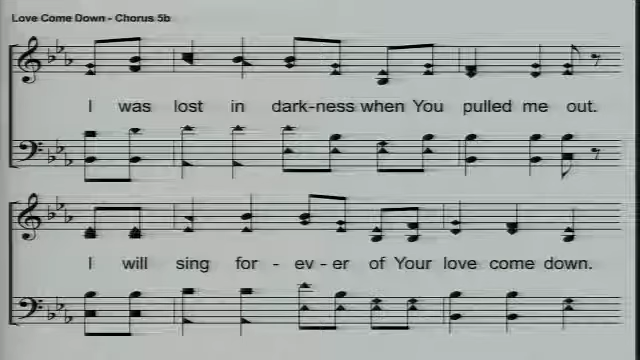 Love Come Down - Chorus 5b
I was lost in dark-ness when You pulled me out.
I will sing for - ev - er of Your love come down.